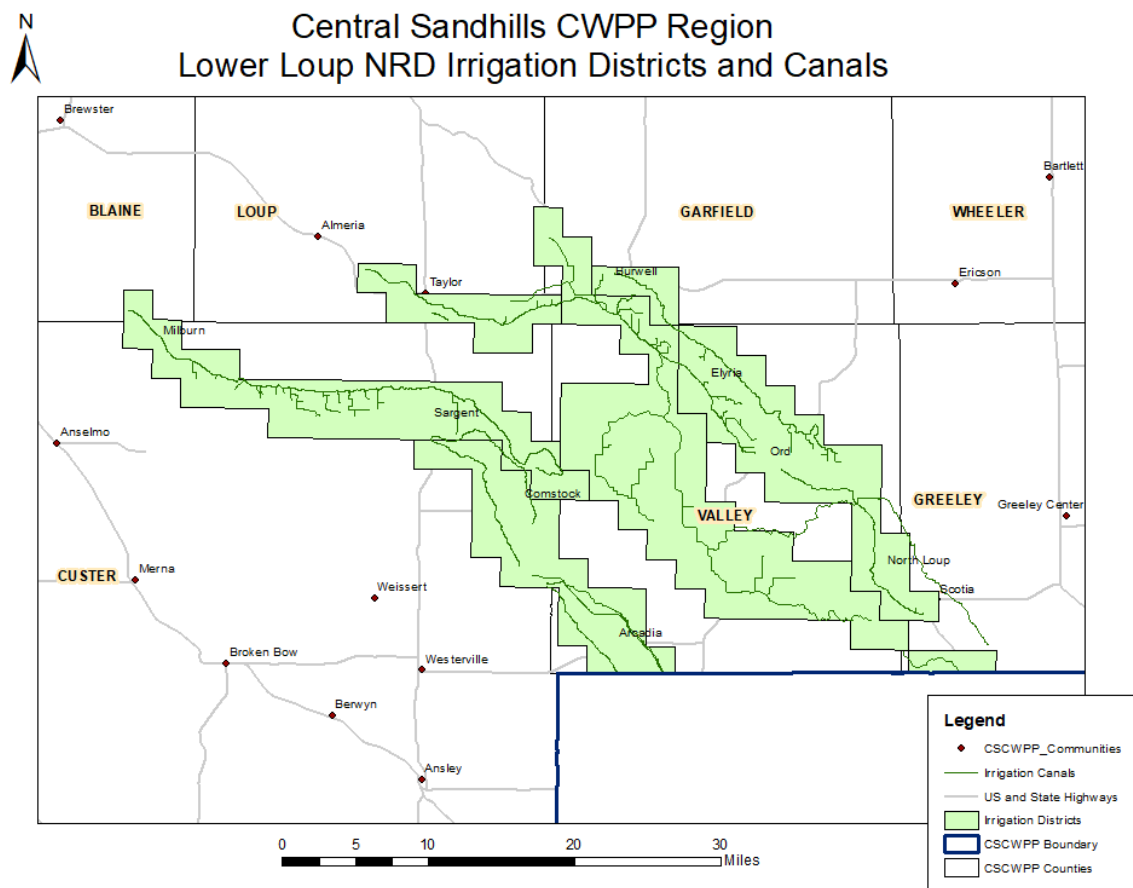 N
Central Sandhills CWPP Region
Lower Loup NRD Irrigation Districts and Canals
Brewster
Bartlett
BLAINE
LOUP
GARFIELD
WHEELER
Almeria
Burwell
Ericson
Taylor
Milburn
Elyria
Sargent
Anselmo
Ord
Comstock
GREELEY
Greeley Center
VALLEY
North Loup
CUSTER
Merna
Weissert
Scotia
Arcadia
Broken Bow
Westerville
Berwyn
Ansley
Legend
CSCWPP_Communities
Irrigation Canals
US and State Highways
Irrigation Districts
CSCWPP Boundary
CSCWPP Counties
0 5 10 20 30
Miles